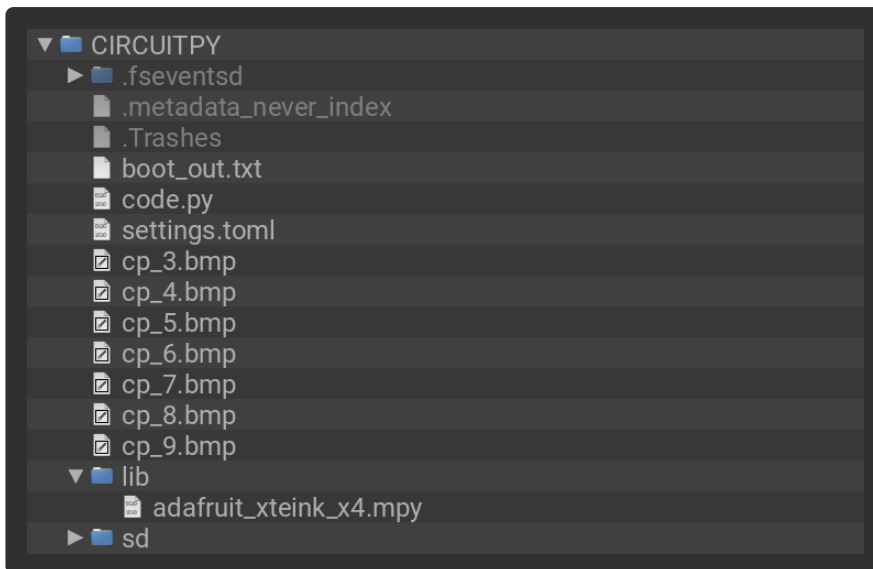 CIRCUITPY
.fseventsd
.metadata_never_index
.Trashes
boot_out.txt
code.py
settings.toml
cp_3.bmp
cp_4.bmp
cp_5.bmp
cp_6.bmp
cp_7.bmp
cp_8.bmp
cp_9.bmp
lib
adafruit_xteink_x4.mpy
sd